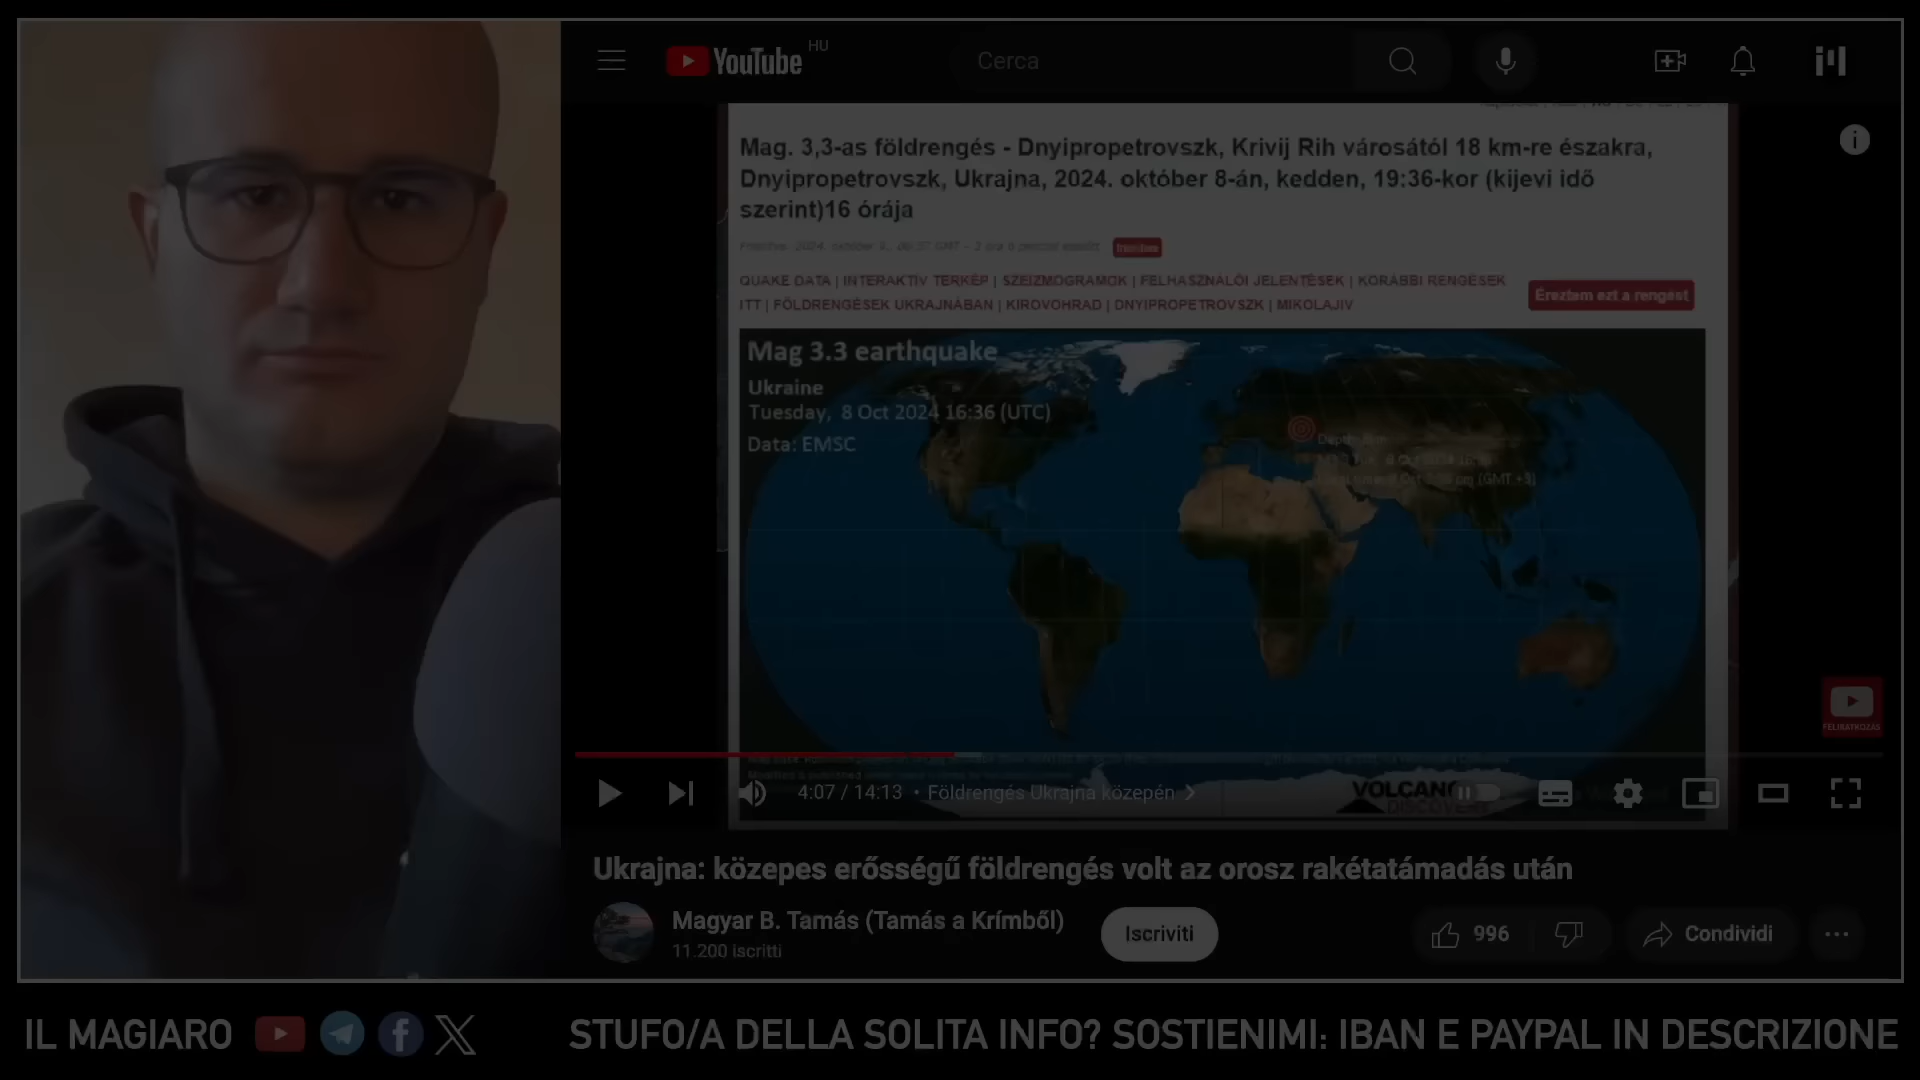 HU
YouTube
Cerca
Mag. 3,3-as földrengés - Dnyipropetrovszk, Krivij Rih városától 18 km-re északra,
Dnyipropetrovszk, Ukrajna, 2024. október 8-án, kedden, 19:36-kor (kijevi idő
szerint)16 órája
QUAKE DATA | INTERAKTÍV TÉRKÉP | SZEIZMOGRAMOK | FELHASZNÁLÓI JELENTÉSEK | KORÁBBI RENGÉSEK
ITT | FÖLDRENGÉSEK UKRAJNÁBAN | KIROVOHRAD | DNYIPROPETROVSZK | MIKOLAJIV
Éreztem ezt a rengést
Mag 3.3 earthquake
Ukraine
Tuesday, 8 Oct 2024 16:36 (UTC)
Data: EMSC
FELIRATKOZÁS
4:07 / 14:13 • Földrengés Ukrajna közepén
VOLCANO
DISCOVERY
Ukrajna: közepes erősségű földrengés volt az orosz rakétatámadás után
Magyar B. Tamás (Tamás a Krímből)
11.200 iscritti
Iscriviti
996
Condividi
IL MAGIARO
STUFO/A DELLA SOLITA INFO? SOSTIENIMI: IBAN E PAYPAL IN DESCRIZIONE